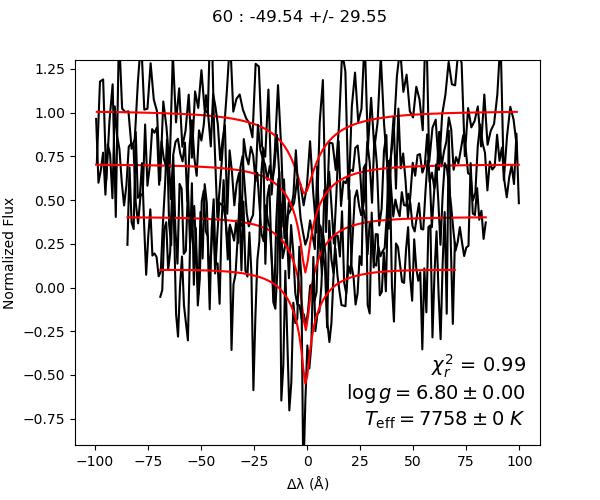 60 : -49.54 +/- 29.55
1.25
1.00
0.75
0.50
0.25
0.00
−0.25
−0.50
−0.75
Normalized Flux
χ²ᵣ = 0.99
log g = 6.80 ± 0.00
T_eff = 7758 ± 0 K
−100 −75 −50 −25 0 25 50 75 100
Δλ (Å)